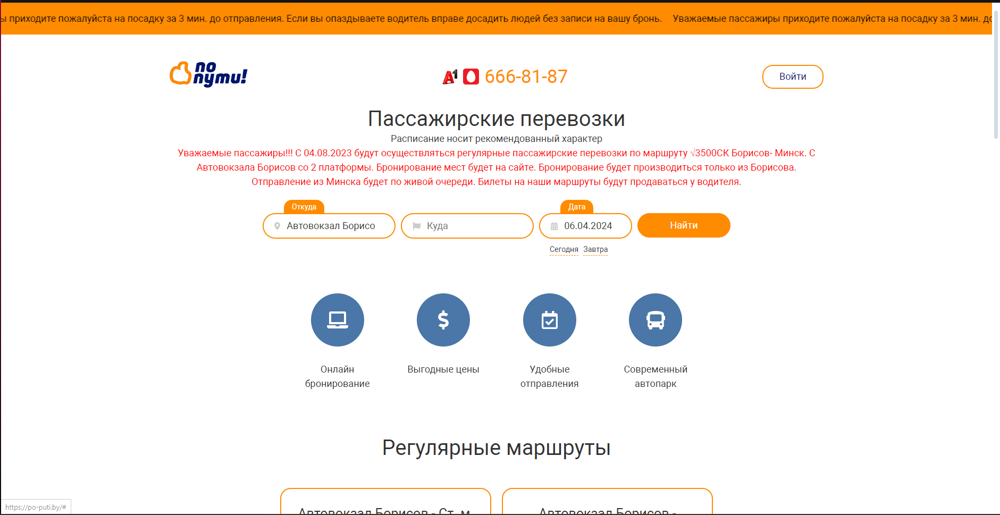 ы приходите пожалуйста на посадку за 3 мин. до отправления. Если вы опаздываете водитель вправе досадить людей без записи на вашу бронь. Уважаемые пассажиры приходите пожалуйста на посадку за 3 мин. до
по
пути!
A1 666-81-87
Войти
Пассажирские перевозки
Расписание носит рекомендованный характер
Уважаемые пассажиры!!! С 04.08.2023 будут осуществляться регулярные пассажирские перевозки по маршруту √3500СК Борисов- Минск. С
Автовокзала Борисов со 2 платформы. Бронирование мест будет на сайте. Бронирование будет производиться только из Борисова.
Отправление из Минска будет по живой очереди. Билеты на наши маршруты будут продаваться у водителя.
Откуда
Дата
Автовокзал Борисо
Куда
06.04.2024
Найти
Сегодня Завтра
Онлайн
бронирование
Выгодные цены
Удобные
отправления
Современный
автопарк
Регулярные маршруты
Автовокзал Борисов - Ст. м
Автовокзал Борисов -
https://po-puti.by/#